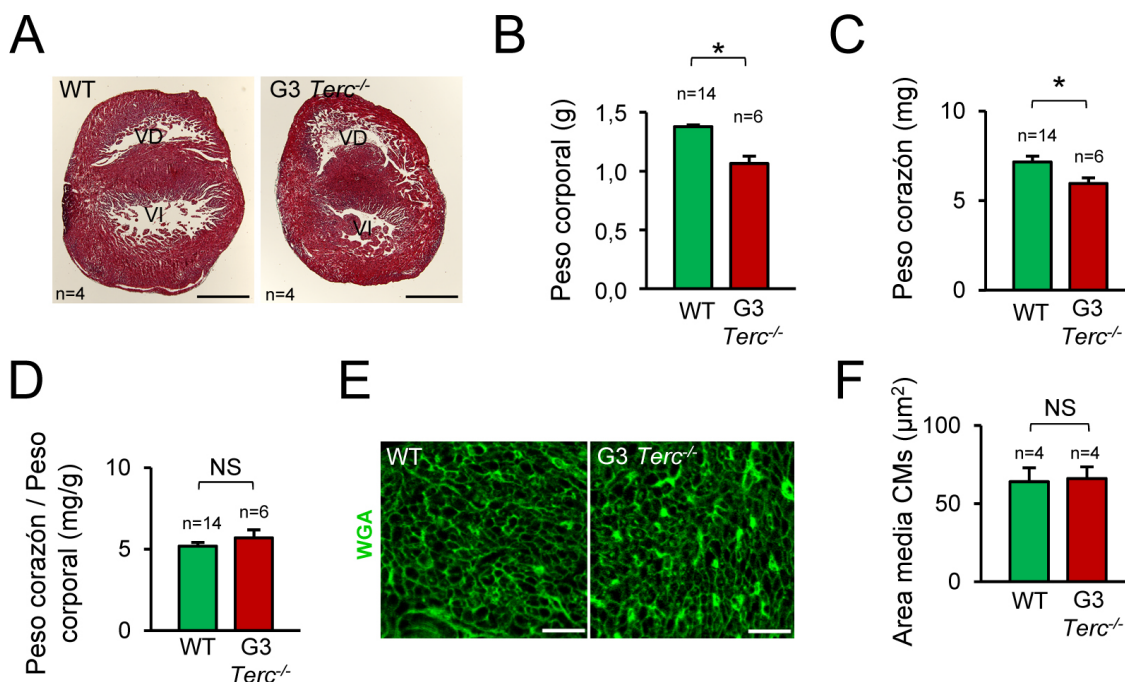 A
WT
VD
VI
n=4
G3 Terc-/-
VD
VI
n=4
B
Peso corporal (g)
1,5
1,0
0,5
0,0
*
n=14
n=6
WT
G3
Terc-/-
C
Peso corazón (mg)
10
5
0
*
n=14
n=6
WT
G3
Terc-/-
D
Peso corazón / Peso
corporal (mg/g)
10
5
0
NS
n=14
n=6
WT
G3
Terc-/-
E
WGA
WT
G3 Terc-/-
F
Area media CMs (µm²)
100
50
0
NS
n=4
n=4
WT
G3
Terc-/-